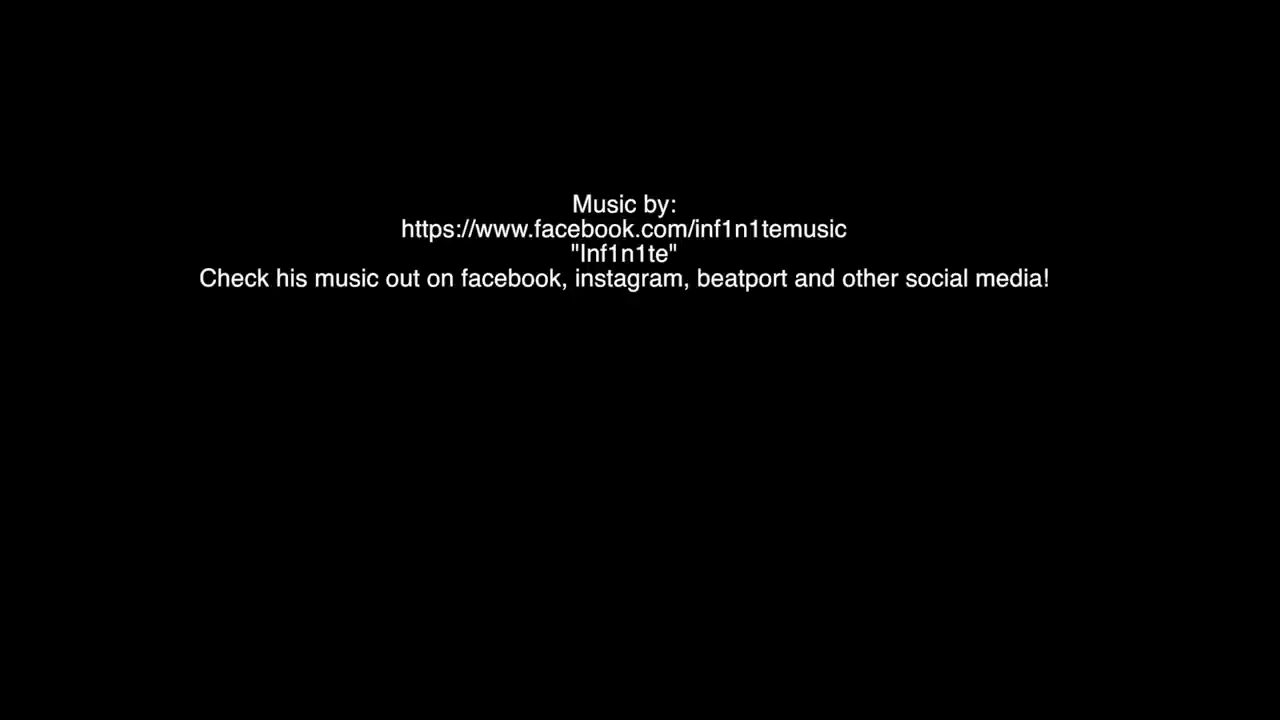 Music by:
https://www.facebook.com/inf1n1temusic
"Inf1n1te"
Check his music out on facebook, instagram, beatport and other social media!